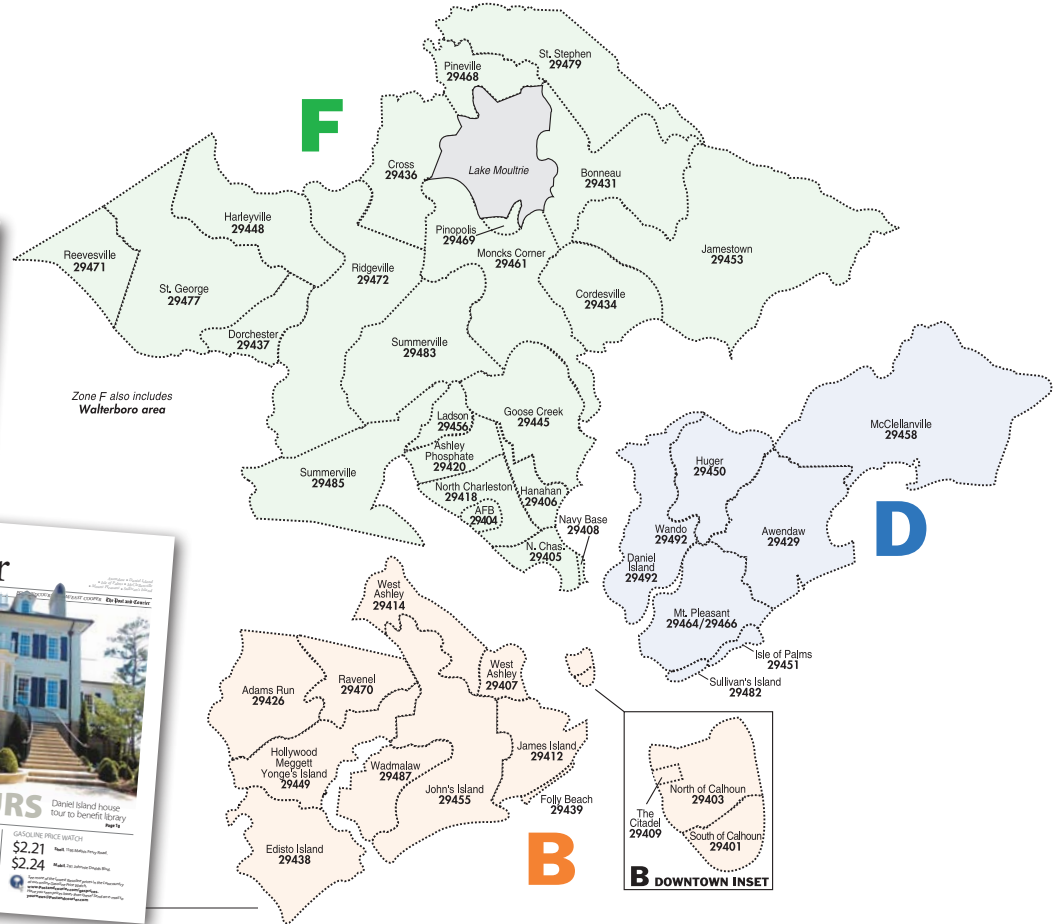 St. Stephen
29479
Pineville
29468
F
Cross
29436
Lake Moultrie
Bonneau
29431
Harleyville
29448
Pinopolis
29469
Reevesville
29471
Moncks Corner
29461
Jamestown
29453
Ridgeville
29472
St. George
29477
Cordesville
29434
Dorchester
29437
Summerville
29483
Zone F also includes
Walterboro area
Ladson
29456
Goose Creek
29445
McClellanville
29458
Ashley
Phosphate
29420
Summerville
29485
Huger
29450
North Charleston
29418
Hanahan
29406
AFB
29404
Navy Base
29408
Wando
29492
Awendaw
29429
D
N. Chas.
29405
Daniel
Island
29492
West
Ashley
29414
Mt. Pleasant
29464/29466
Isle of Palms
29451
West
Ashley
29407
Sullivan's Island
29482
Adams Run
29426
Ravenel
29470
James Island
29412
Hollywood
Meggett
Yonge's Island
29449
Wadmalaw
29487
John's Island
29455
Folly Beach
29439
North of Calhoun
29403
The
Citadel
29409
South of Calhoun
29401
Edisto Island
29438
B
B DOWNTOWN INSET
r
The Post and Courier
URS
Daniel Island house
tour to benefit library
GASOLINE PRICE WATCH
$2.21
$2.24